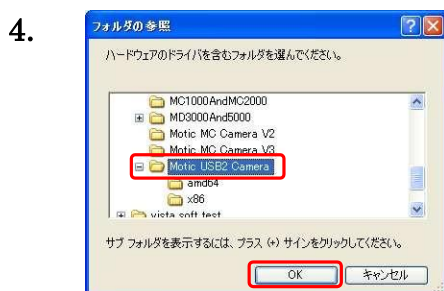 4.
フォルダの参照
ハードウェアのドライバを含むフォルダを選んでください。
MC1000AndMC2000
MD3000And5000
Motic MC Camera V2
Motic MC Camera V3
Motic USB2 Camera
amd64
x86
vista soft test
サブ フォルダを表示するには、プラス (+) サインをクリックしてください。
OK キャンセル